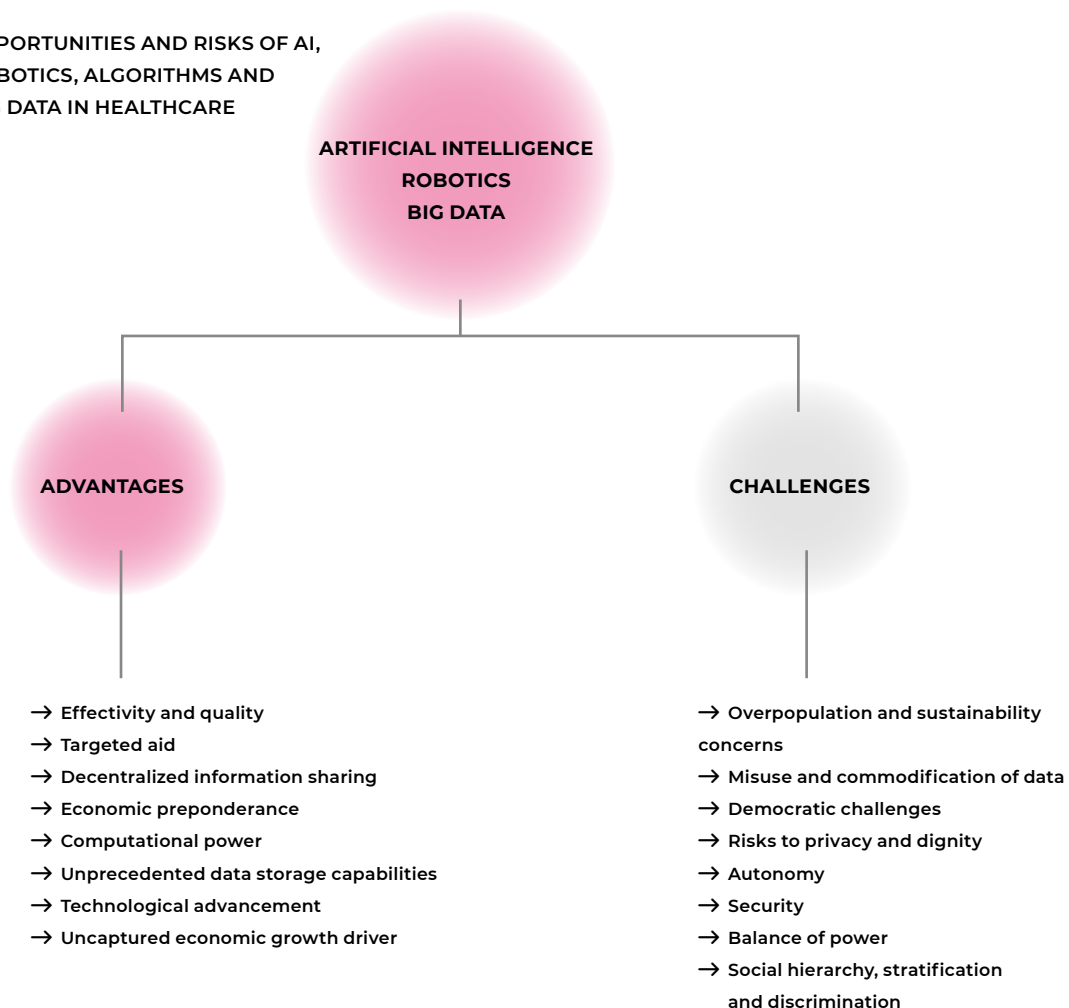 PORTUNITIES AND RISKS OF AI,
BOTICS, ALGORITHMS AND
DATA IN HEALTHCARE
ARTIFICIAL INTELLIGENCE
ROBOTICS
BIG DATA
ADVANTAGES
→ Effectivity and quality
→ Targeted aid
→ Decentralized information sharing
→ Economic preponderance
→ Computational power
→ Unprecedented data storage capabilities
→ Technological advancement
→ Uncaptured economic growth driver
CHALLENGES
→ Overpopulation and sustainability
concerns
→ Misuse and commodification of data
→ Democratic challenges
→ Risks to privacy and dignity
→ Autonomy
→ Security
→ Balance of power
→ Social hierarchy, stratification
and discrimination